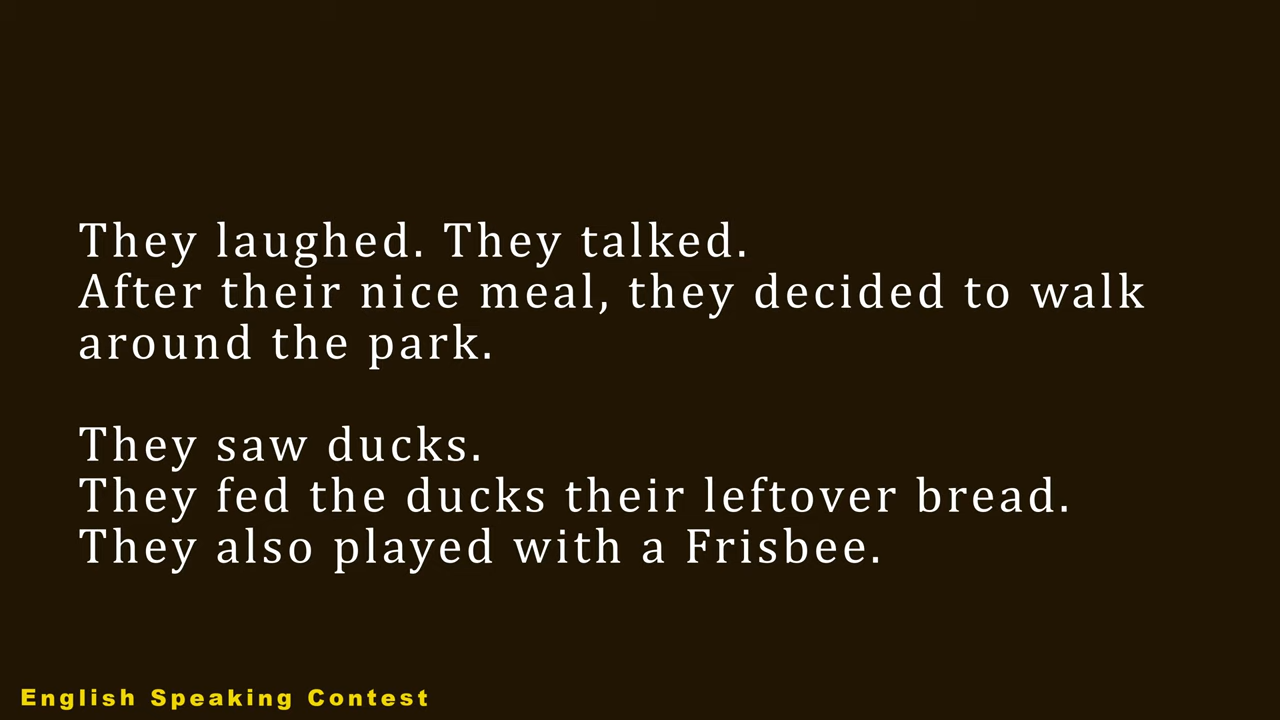 They laughed. They talked.
After their nice meal, they decided to walk
around the park.
They saw ducks.
They fed the ducks their leftover bread.
They also played with a Frisbee.
English Speaking Contest